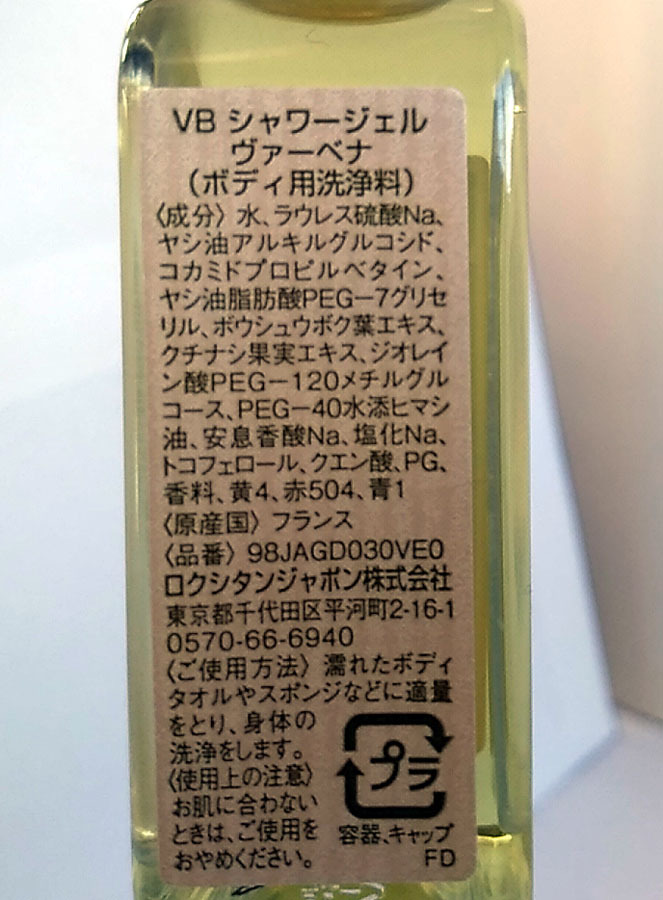 VB シャワージェル
ヴァーベナ
(ボディ用洗浄料)
〈成分〉水、ラウレス硫酸Na、
ヤシ油アルキルグルコシド、
コカミドプロピルベタイン、
ヤシ油脂肪酸PEG-7グリセ
リル、ボウシュウボク葉エキス、
クチナシ果実エキス、ジオレイ
ン酸PEG-120メチルグル
コース、PEG-40水添ヒマシ
油、安息香酸Na、塩化Na、
トコフェロール、クエン酸、PG、
香料、黄4、赤504、青1
〈原産国〉フランス
〈品番〉98JAGD030VE0
ロクシタンジャポン株式会社
東京都千代田区平河町2-16-1
0570-66-6940
〈ご使用方法〉濡れたボディ
タオルやスポンジなどに適量
をとり、身体の
洗浄をします。
〈使用上の注意〉
お肌に合わない
ときは、ご使用を
おやめください。
プラ
容器、キャップ
FD